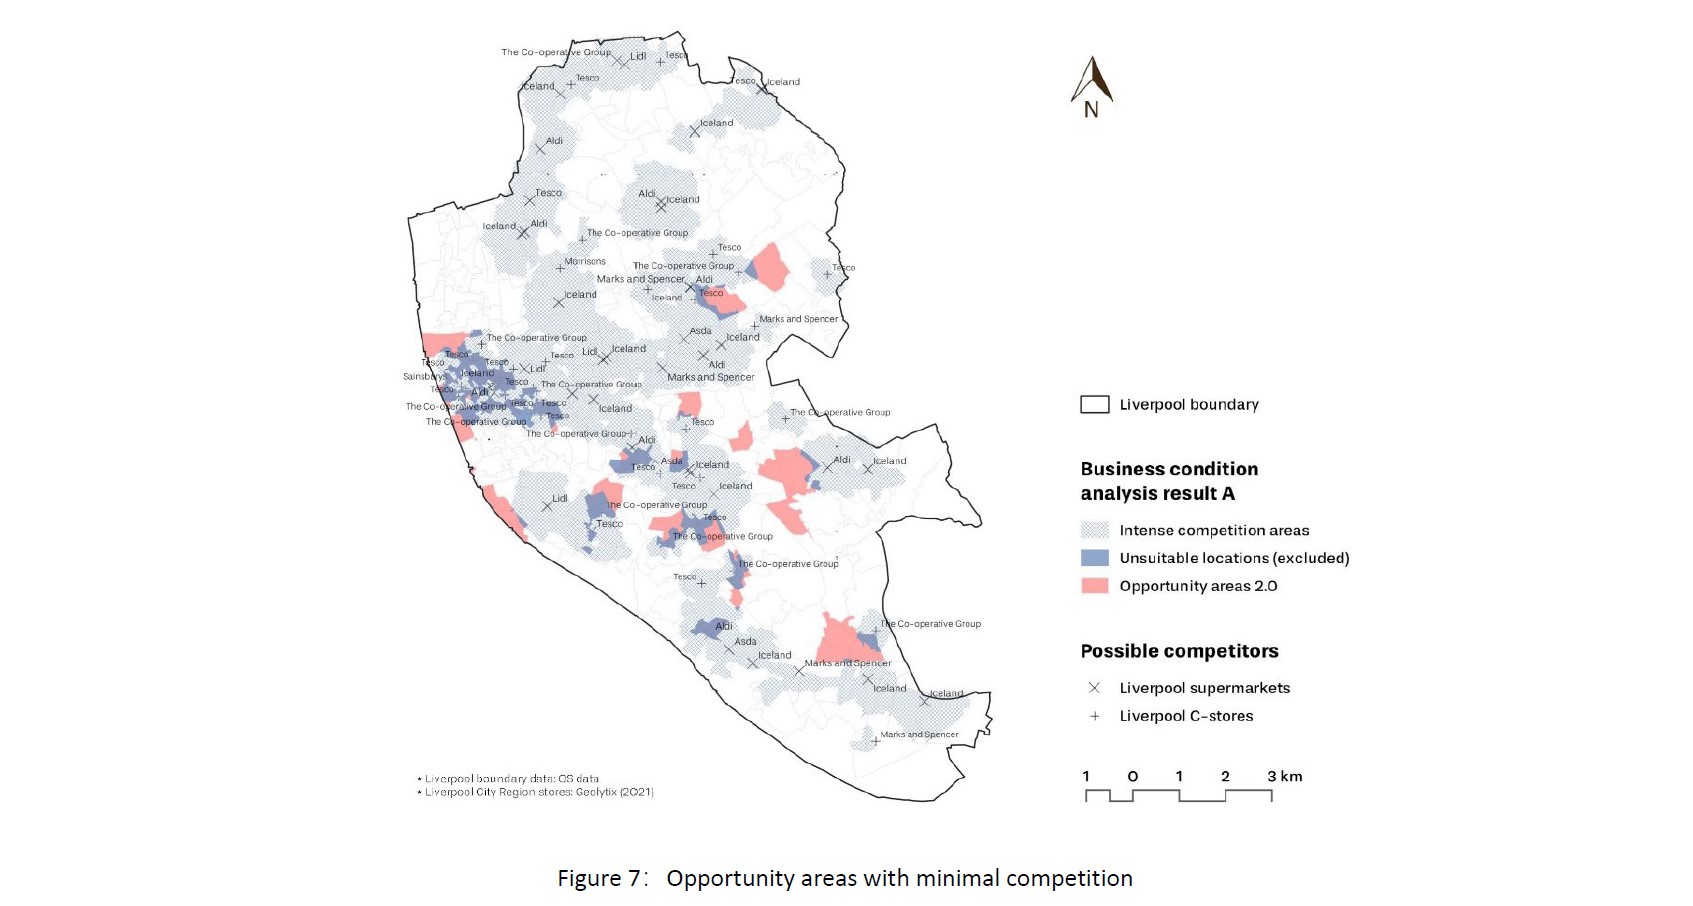 The Co-operative Group
Lidl
Tesco
Tesco
Iceland
Tesco
Iceland
Iceland
Aldi
Tesco
Aldi
Iceland
Iceland
Aldi
The Co-operative Group
Tesco
Morrisons
The Co-operative Group
Tesco
Marks and Spencer
Aldi
Iceland
Tesco
Iceland
Marks and Spencer
Asda
Iceland
The Co-operative Group
Tesco
Tesco
Tesco
Tesco
Lidl
Iceland
Aldi
Lidl
Sainsburys
Iceland
Marks and Spencer
Tesco
Tesco
The Co-operative Group
Aldi
The Co-operative Group
Tesco
Tesco
Iceland
Tesco
The Co-operative Group
The Co-operative Group
Tesco
The Co-operative Group
Aldi
Tesco
Asda
Iceland
Aldi
Iceland
Tesco
Iceland
Lidl
The Co-operative Group
Tesco
Tesco
The Co-operative Group
The Co-operative Group
Tesco
Aldi
Asda
Iceland
The Co-operative Group
Marks and Spencer
Iceland
Iceland
Marks and Spencer
* Liverpool boundary data: OS data
* Liverpool City Region stores: Geolytix (2021)
N
Liverpool boundary
Business condition
analysis result A
Intense competition areas
Unsuitable locations (excluded)
Opportunity areas 2.0
Possible competitors
Liverpool supermarkets
Liverpool C-stores
1 0 1 2 3 km
Figure 7: Opportunity areas with minimal competition